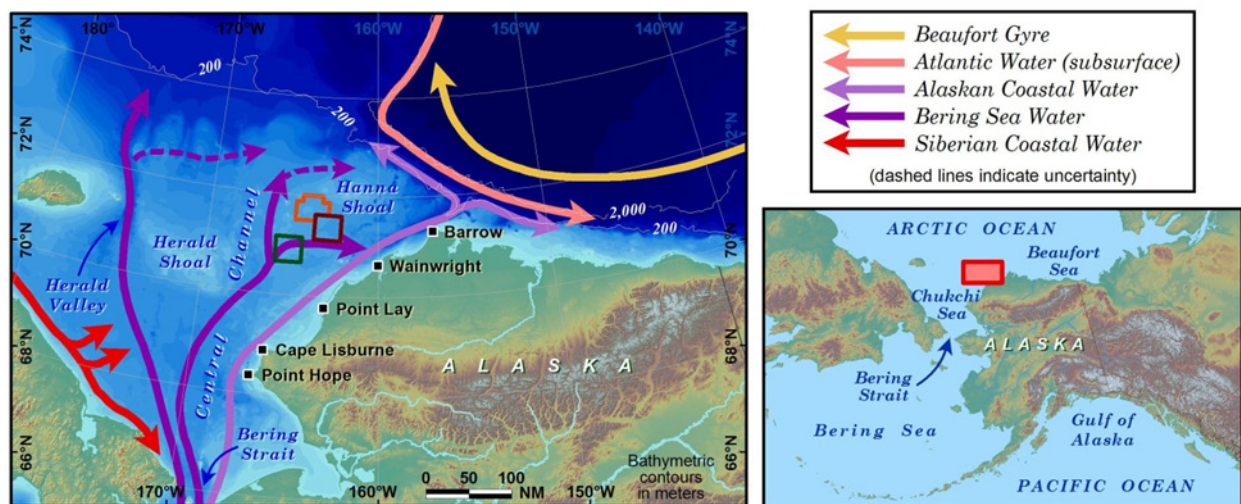 180°
170°W
160°W
150°W
74°N
74°N
200
200
200
2,000
200
72°N
72°N
70°N
70°N
68°N
68°N
66°N
66°N
Hanna
Shoal
Herald
Shoal
Channel
Central
Herald
Valley
Barrow
Wainwright
Point Lay
Cape Lisburne
Point Hope
ALASKA
Bering
Strait
0 50 100
NM
Bathymetric
contours
in meters
170°W
160°W
150°W
Beaufort Gyre
Atlantic Water (subsurface)
Alaskan Coastal Water
Bering Sea Water
Siberian Coastal Water
(dashed lines indicate uncertainty)
ARCTIC OCEAN
Beaufort
Sea
Chukchi
Sea
ALASKA
Bering
Strait
Bering Sea
Gulf of
Alaska
PACIFIC OCEAN